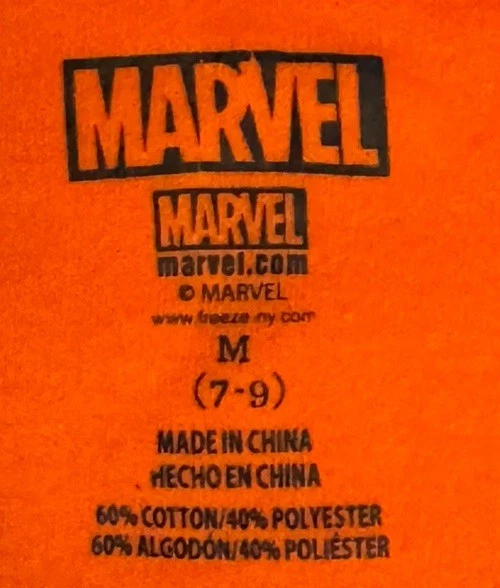 MARVEL
MARVEL
marvel.com
© MARVEL
www.freeze-ny.com
M
(7-9)
MADE IN CHINA
HECHO EN CHINA
60% COTTON/40% POLYESTER
60% ALGODÓN/40% POLIÉSTER